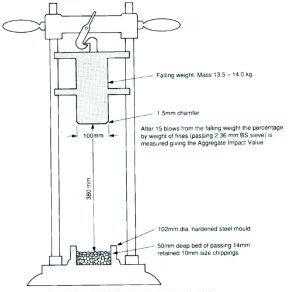 Falling weight. Mass 13.5 - 14.0 kg
1.5mm chamfer
100mm
After 15 blows from the falling weight the percentage
by weight of fines (passing 2.36 mm BS sieve) is
measured giving the Aggregate Impact Value
380 mm
102mm dia. hardened steel mould
50mm deep bed of passing 14mm
retained 10mm size chippings